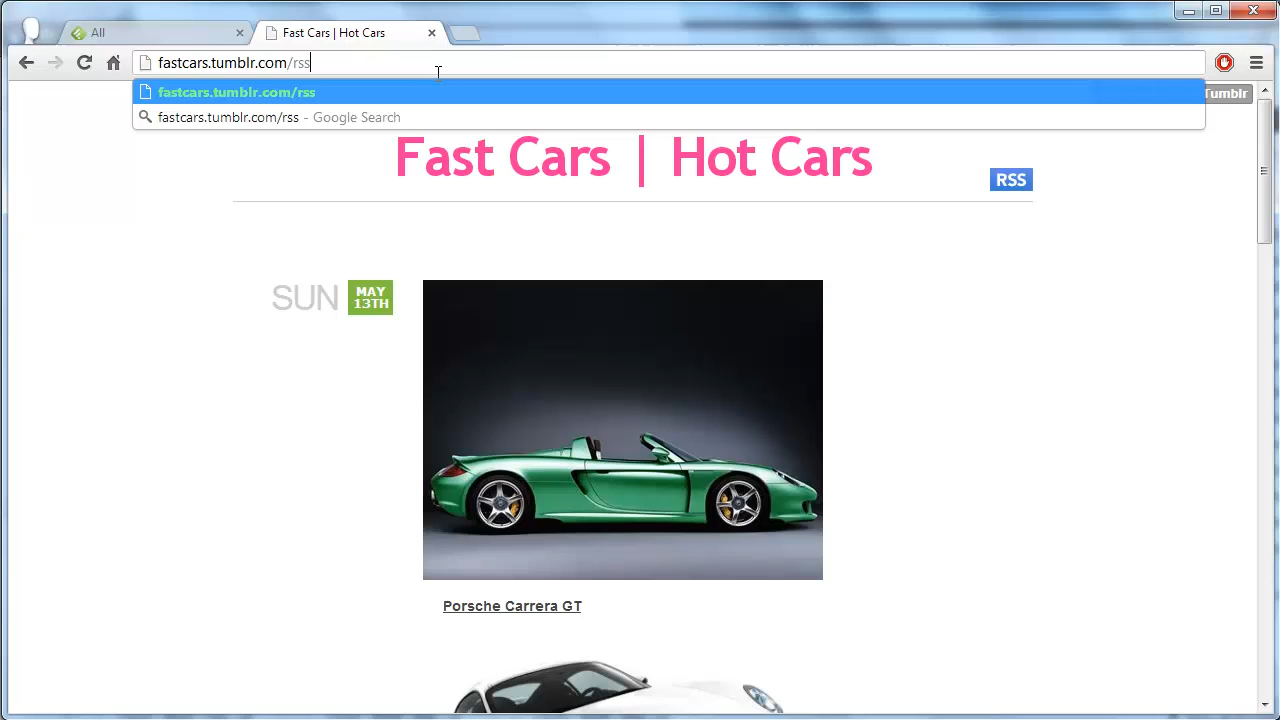 All
Fast Cars | Hot Cars
fastcars.tumblr.com/rss
fastcars.tumblr.com/rss
fastcars.tumblr.com/rss - Google Search
Tumblr
Fast Cars | Hot Cars
RSS
SUN
MAY
13TH
Porsche Carrera GT